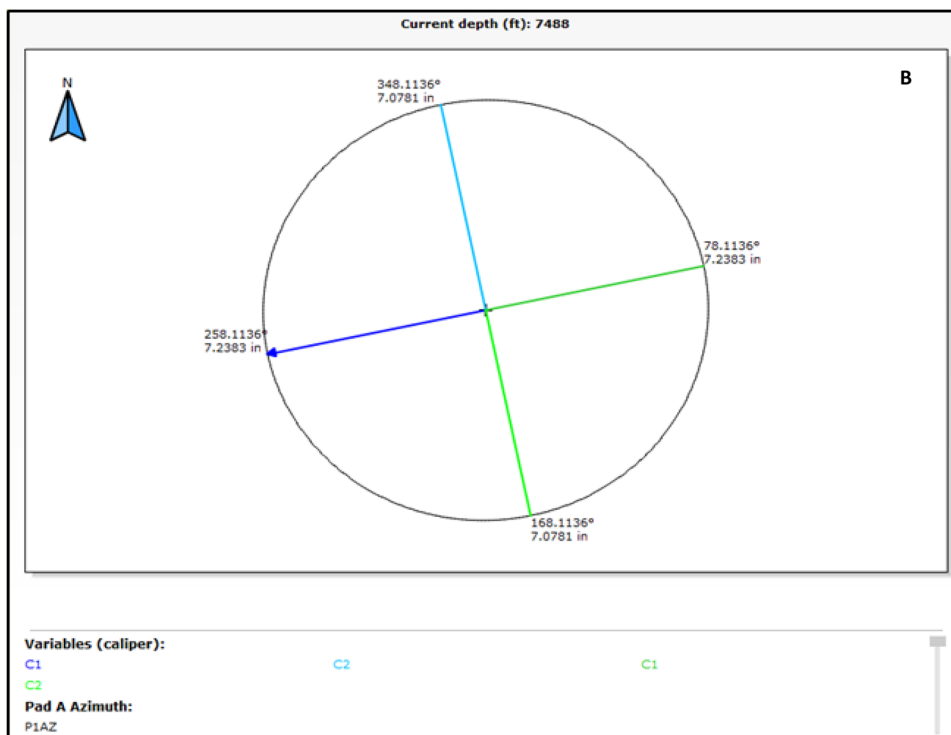 Current depth (ft): 7488
B
N
348.1136°
7.0781 in
78.1136°
7.2383 in
258.1136°
7.2383 in
168.1136°
7.0781 in
Variables (caliper):
C1 C2 C1
C2
Pad A Azimuth:
P1AZ